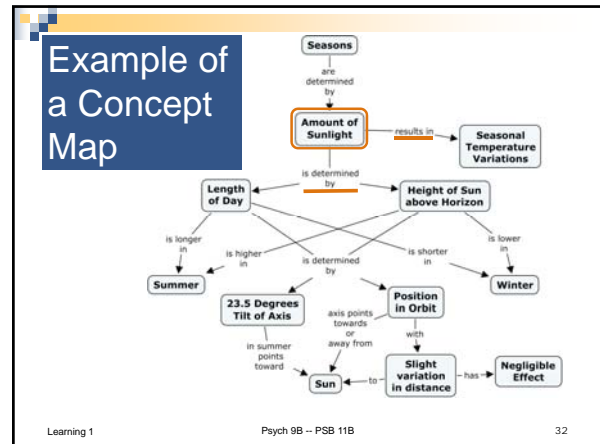 Example of
a Concept
Map
Seasons
are
determined
by
Amount of
Sunlight
results in
Seasonal
Temperature
Variations
is determined
by
Length
of Day
Height of Sun
above Horizon
is longer
in
is higher
in
is determined
by
is shorter
in
is lower
in
Summer
Winter
23.5 Degrees
Tilt of Axis
axis points
towards
or
away from
Position
in Orbit
with
in summer
points
toward
Sun
to
Slight
variation
in distance
has
Negligible
Effect
Learning 1
Psych 9B -- PSB 11B
32